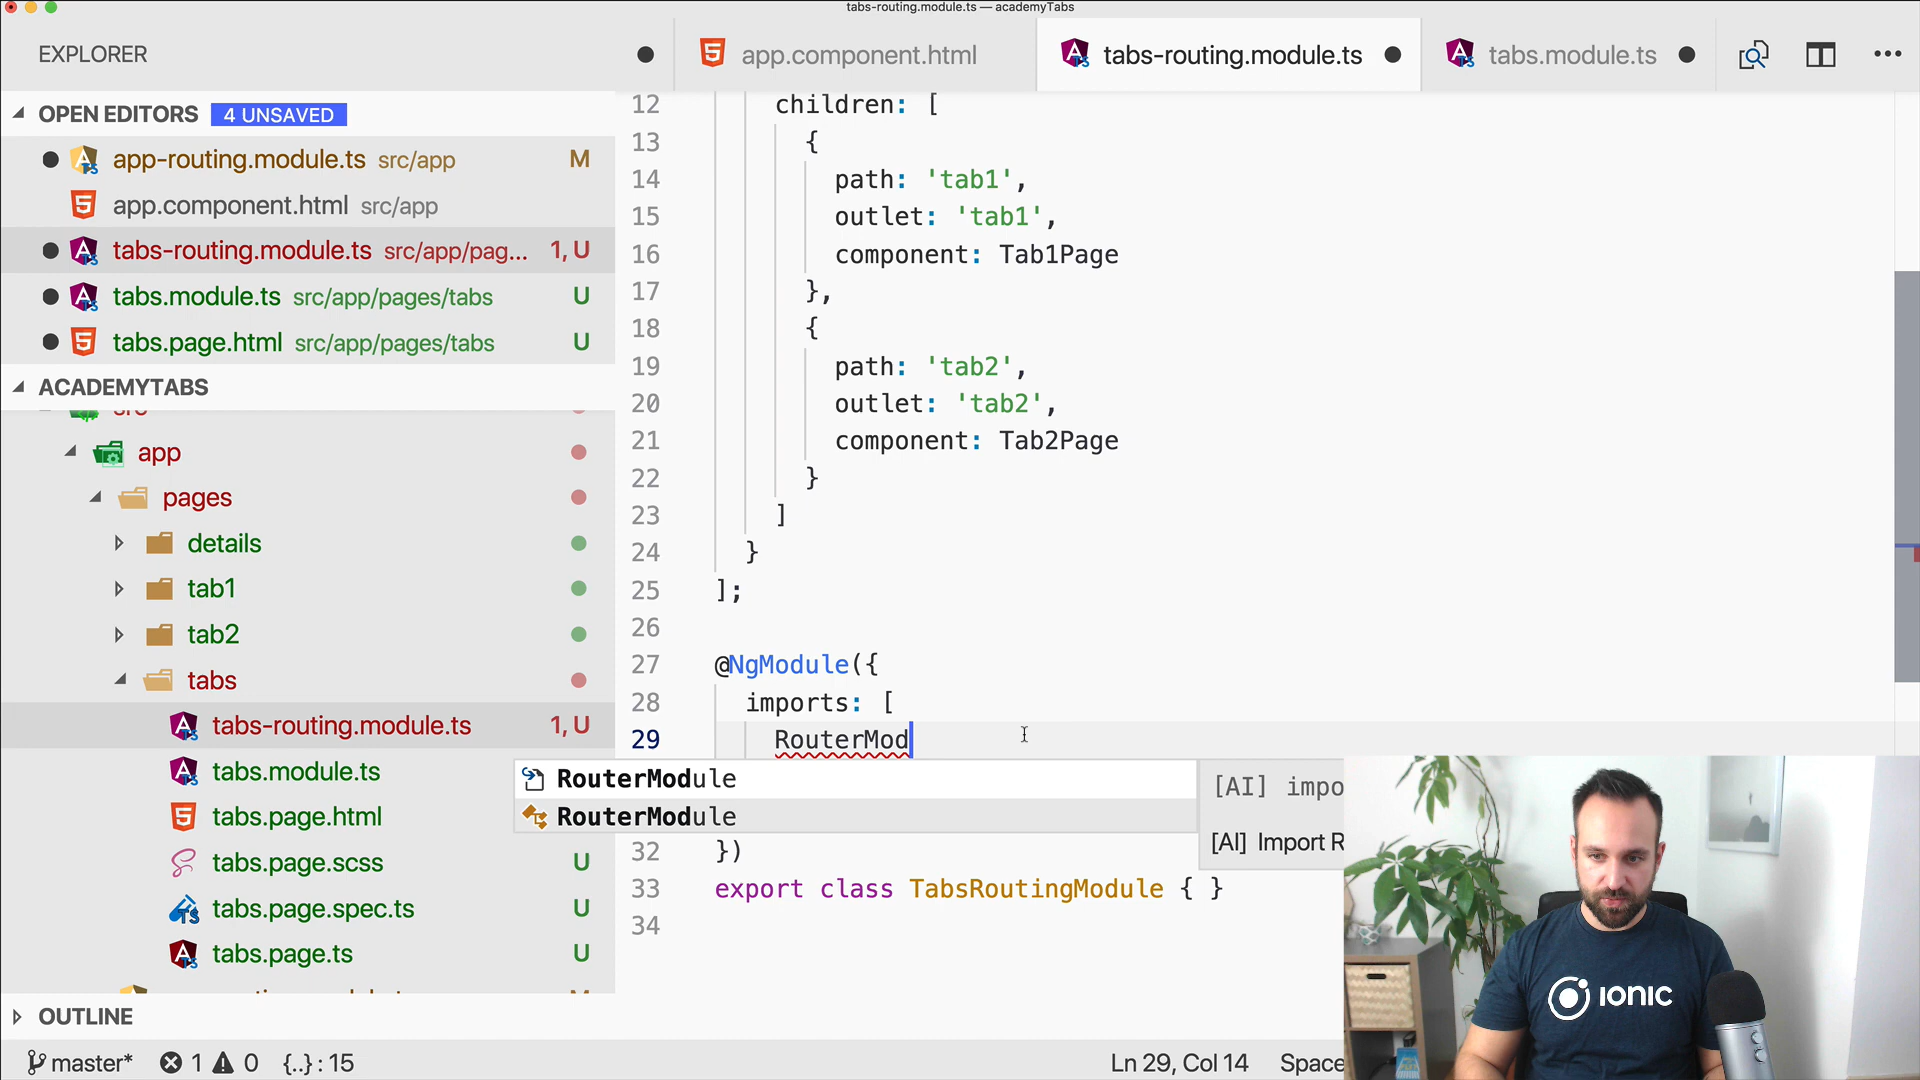 tabs-routing.module.ts — academyTabs
EXPLORER
app.component.html
tabs-routing.module.ts
tabs.module.ts
OPEN EDITORS 4 UNSAVED
app-routing.module.ts src/app M
app.component.html src/app
tabs-routing.module.ts src/app/pag... 1, U
tabs.module.ts src/app/pages/tabs U
tabs.page.html src/app/pages/tabs U
ACADEMYTABS
src
app
pages
details
tab1
tab2
tabs
tabs-routing.module.ts 1, U
tabs.module.ts
tabs.page.html
tabs.page.scss U
tabs.page.spec.ts U
tabs.page.ts U
OUTLINE
12 children: [
13 {
14 path: 'tab1',
15 outlet: 'tab1',
16 component: Tab1Page
17 },
18 {
19 path: 'tab2',
20 outlet: 'tab2',
21 component: Tab2Page
22 }
23 ]
24 }
25 ];
26
27 @NgModule({
28 imports: [
29 RouterMod
RouterModule
RouterModule
[AI] impo
[AI] Import R
32 })
33 export class TabsRoutingModule { }
34
IONIC
master* 1 0 {..} : 15
Ln 29, Col 14 Space